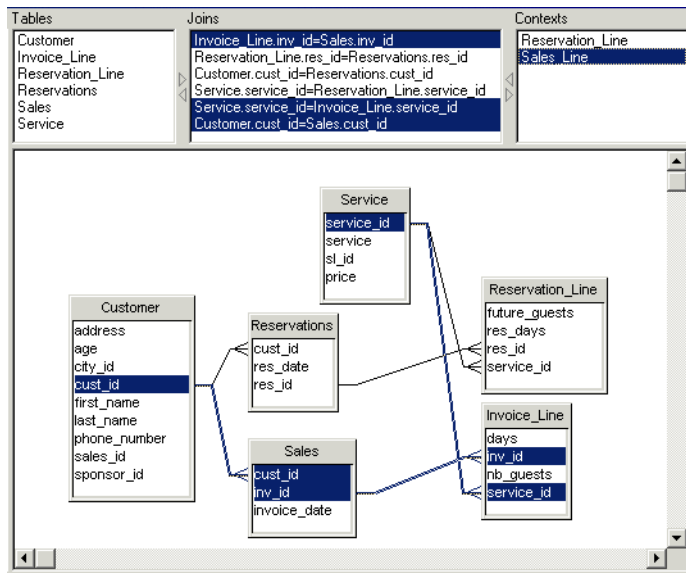 Tables
Joins
Contexts
Customer
Invoice_Line
Reservation_Line
Reservations
Sales
Service
Invoice_Line.inv_id=Sales.inv_id
Reservation_Line.res_id=Reservations.res_id
Customer.cust_id=Reservations.cust_id
Service.service_id=Reservation_Line.service_id
Service.service_id=Invoice_Line.service_id
Customer.cust_id=Sales.cust_id
Reservation_Line
Sales_Line
Service
service_id
service
sl_id
price
Customer
address
age
city_id
cust_id
first_name
last_name
phone_number
sales_id
sponsor_id
Reservations
cust_id
res_date
res_id
Sales
cust_id
inv_id
invoice_date
Reservation_Line
future_guests
res_days
res_id
service_id
Invoice_Line
days
inv_id
nb_guests
service_id